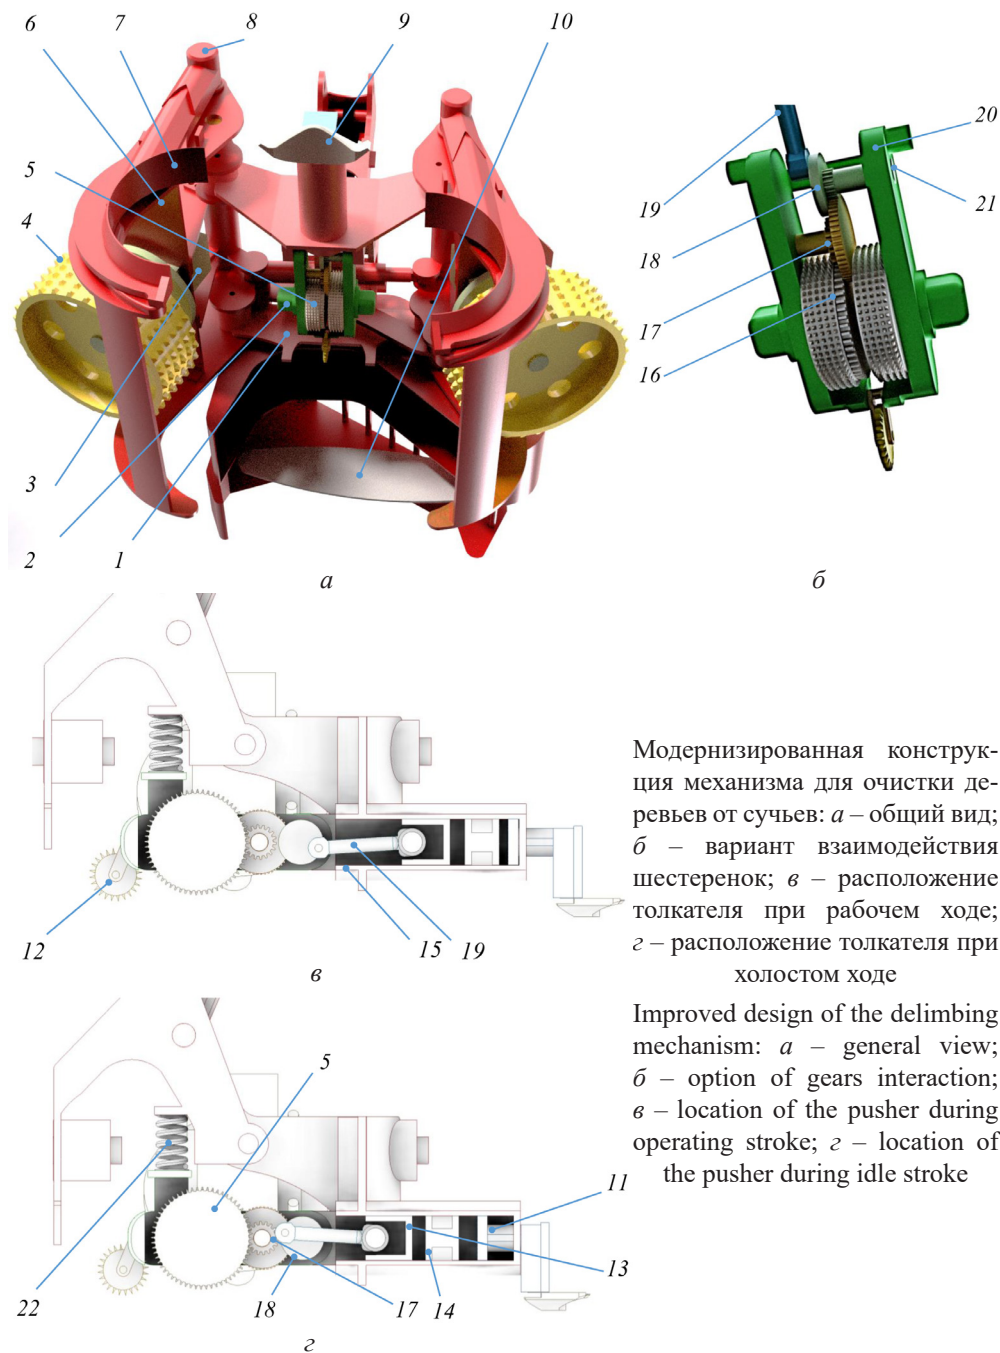 6
7
8
9
10
5
4
3
2
1
а
20
19
21
18
17
16
б
12
15
19
в
5
11
13
22
18
17
14
г
Модернизированная конструк-
ция механизма для очистки де-
ревьев от сучьев: а – общий вид;
б – вариант взаимодействия
шестеренок; в – расположение
толкателя при рабочем ходе;
г – расположение толкателя при
холостом ходе
Improved design of the delimbing
mechanism: а – general view;
б – option of gears interaction;
в – location of the pusher during
operating stroke; г – location of
the pusher during idle stroke